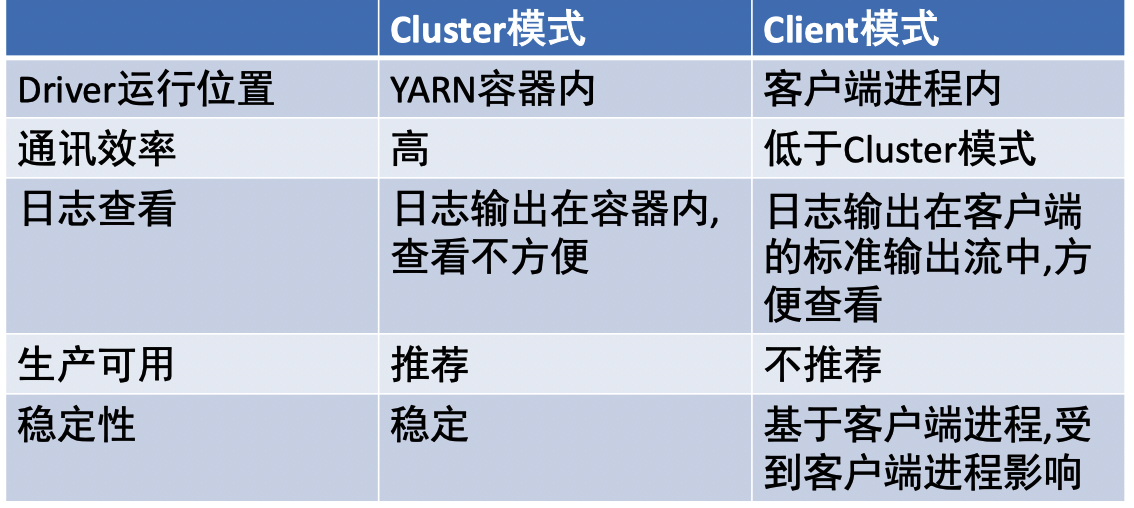 Cluster模式 Client模式
Driver运行位置 YARN容器内 客户端进程内
通讯效率 高 低于Cluster模式
日志查看 日志输出在容器内, 日志输出在客户端
查看不方便 的标准输出流中,方
便查看
生产可用 推荐 不推荐
稳定性 稳定 基于客户端进程,受
到客户端进程影响